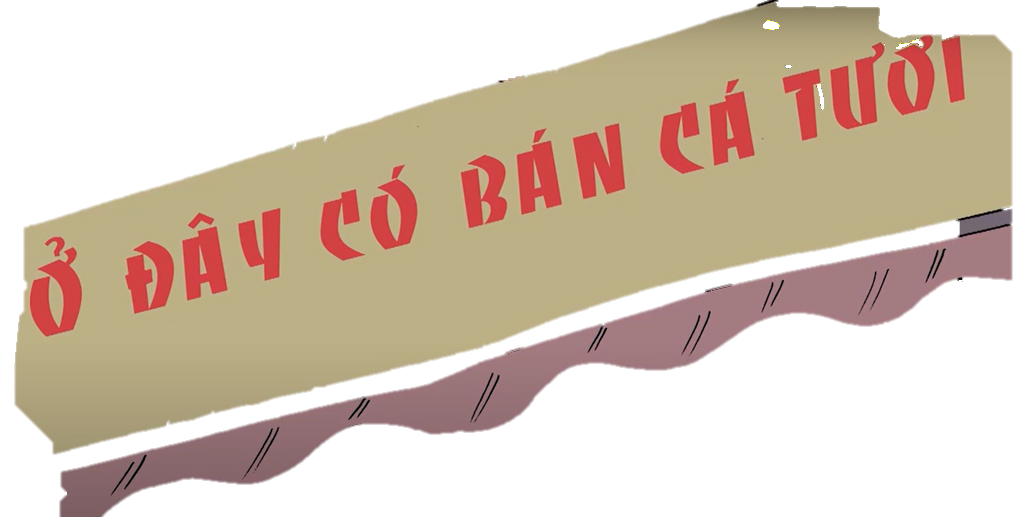 Ở ĐÂY CÓ BÁN CÁ TƯƠI